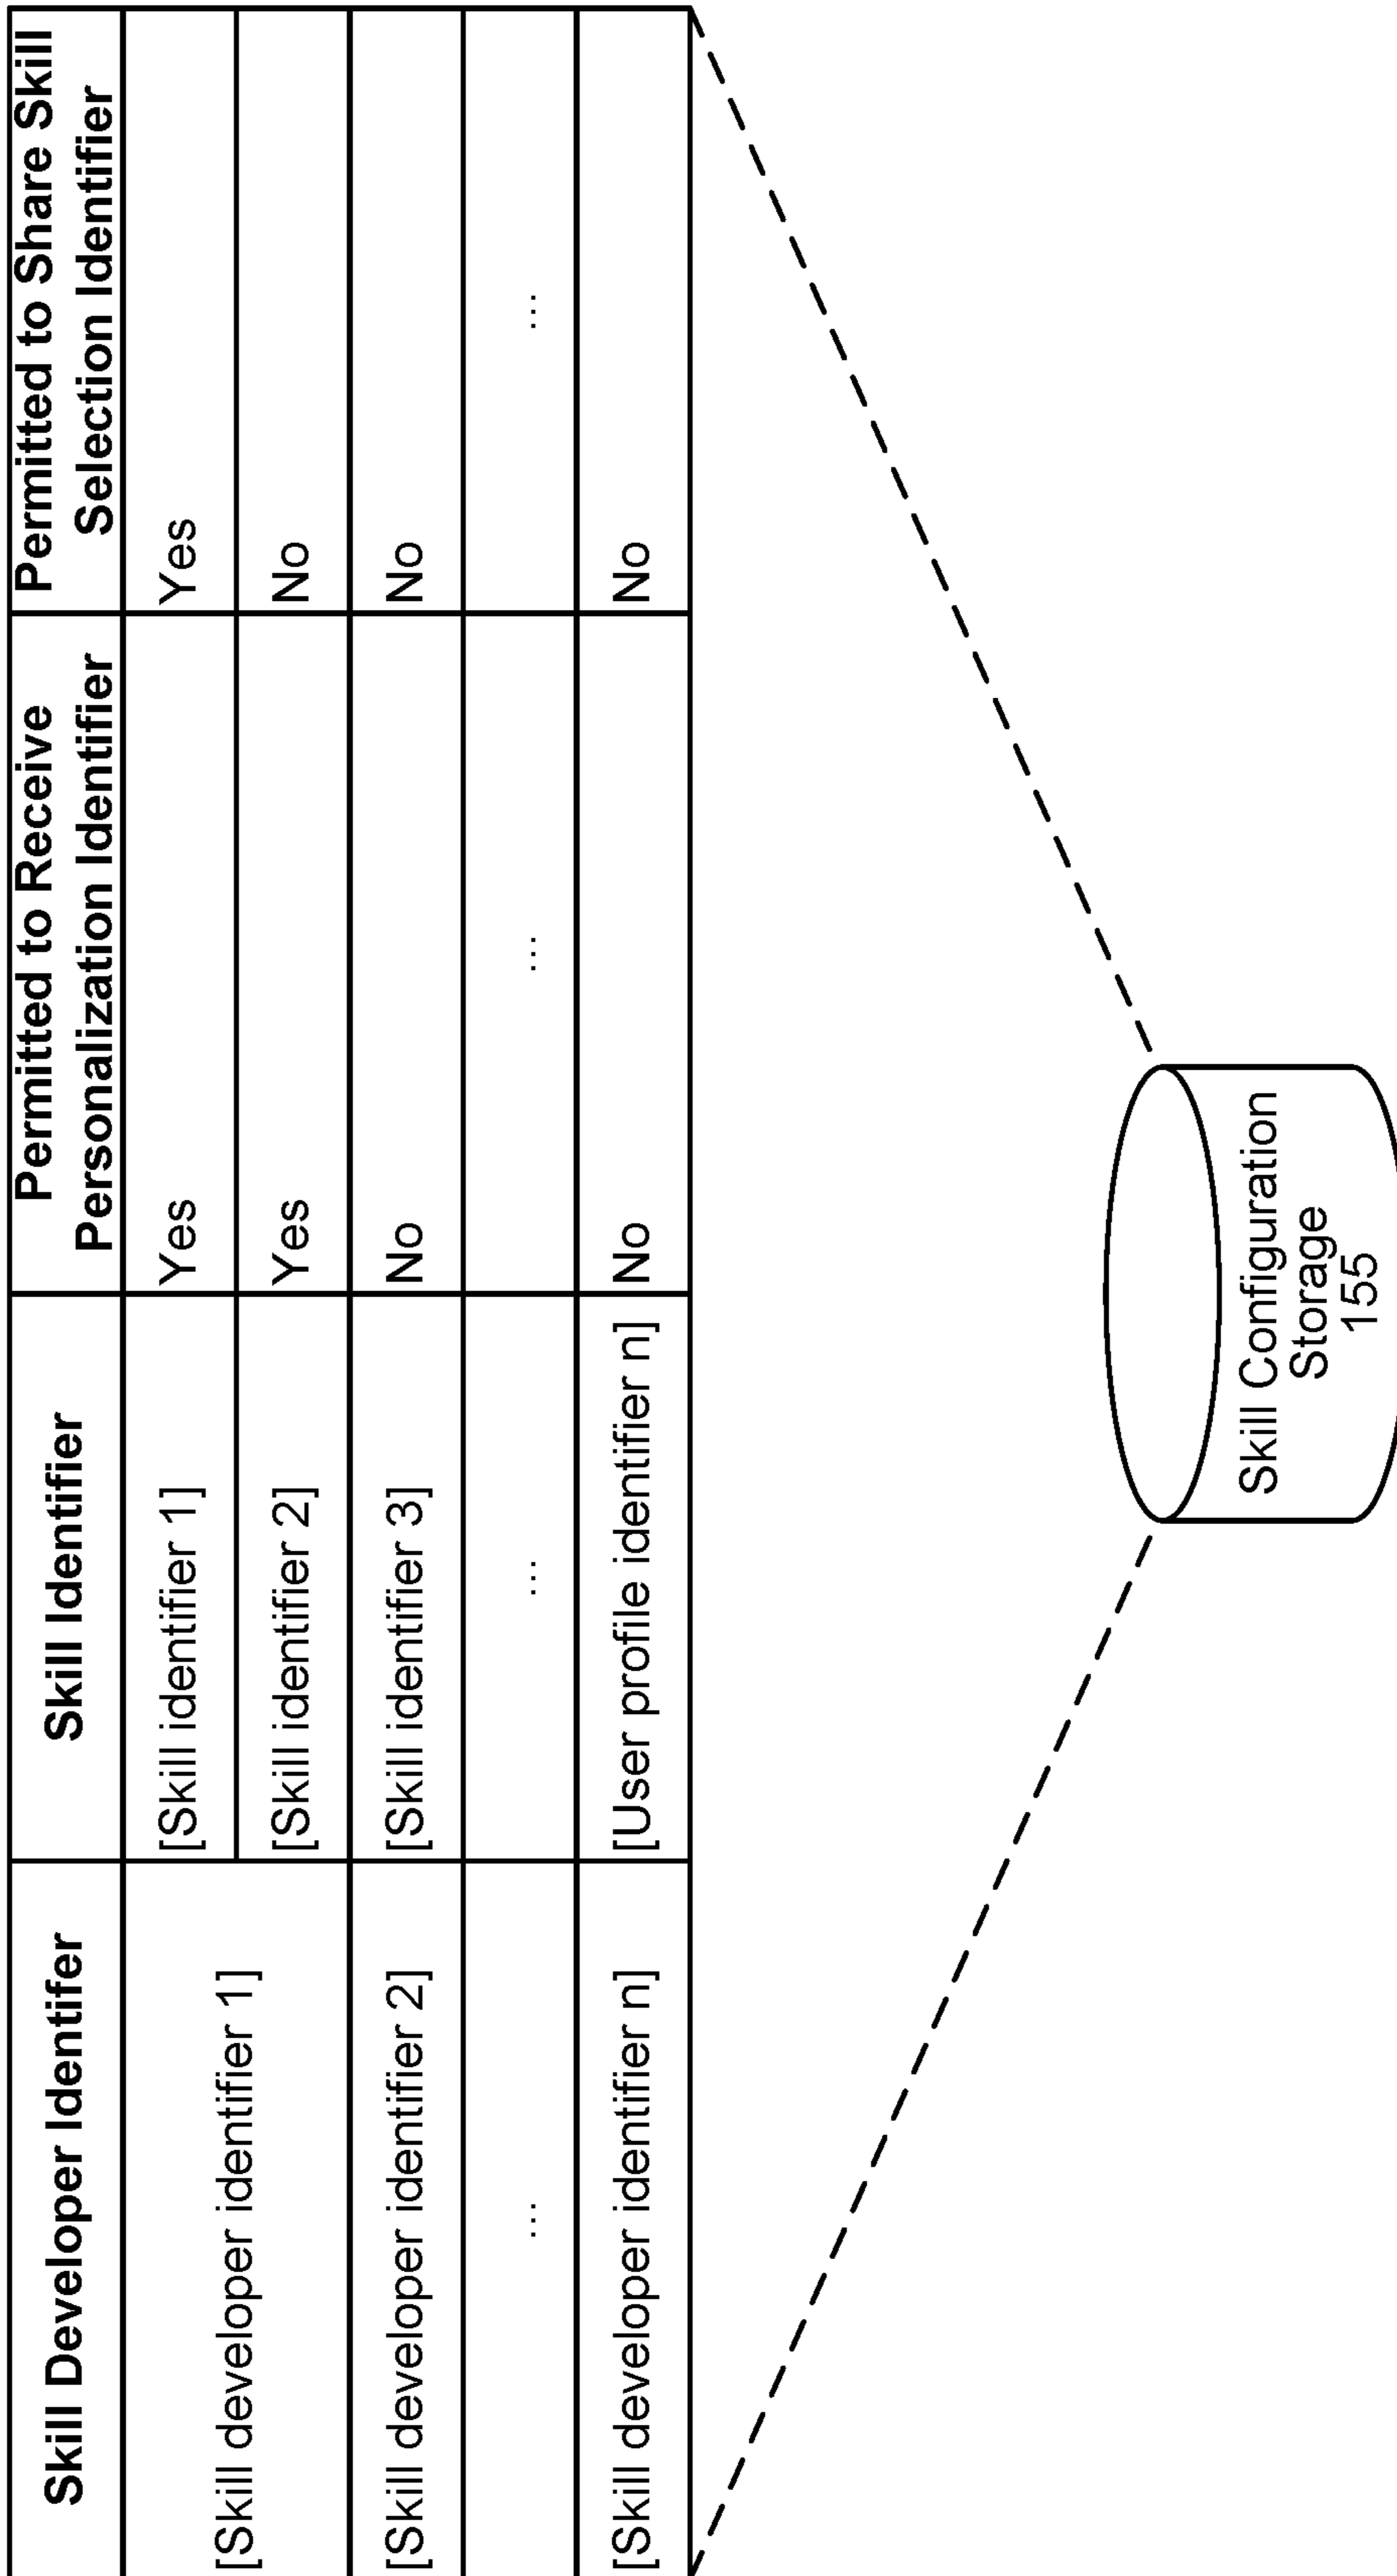 Skill Developer Identifer
Skill Identifier
Permitted to Receive
Personalization Identifier
Permitted to Share Skill
Selection Identifier
[Skill developer identifier 1]
[Skill identifier 1]
Yes
Yes
[Skill identifier 2]
Yes
No
[Skill developer identifier 2]
[Skill identifier 3]
No
No
...
...
...
...
[Skill developer identifier n]
[User profile identifier n]
No
No
Skill Configuration
Storage
155